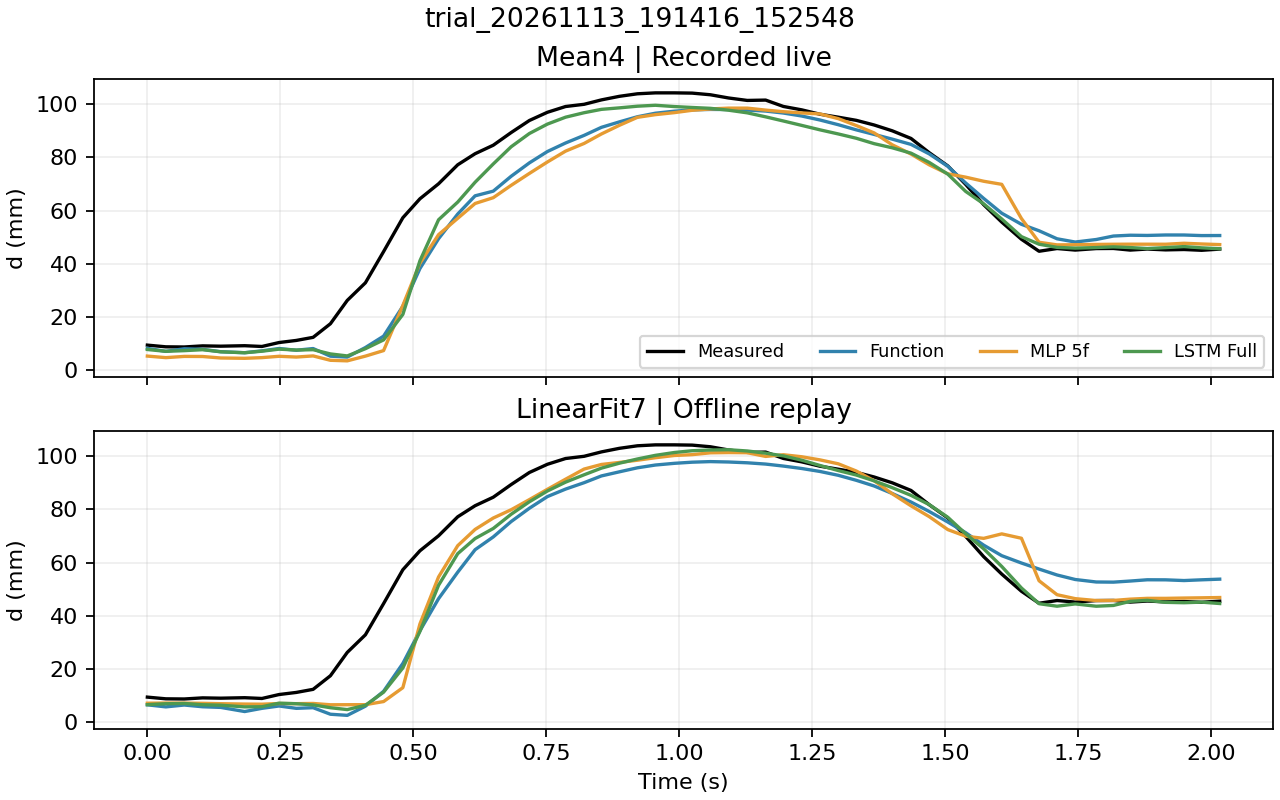 trial_20261113_191416_152548
Mean4 | Recorded live
d (mm)
100
80
60
40
20
0
Measured
Function
MLP 5f
LSTM Full
LinearFit7 | Offline replay
d (mm)
100
80
60
40
20
0
0.00 0.25 0.50 0.75 1.00 1.25 1.50 1.75 2.00
Time (s)